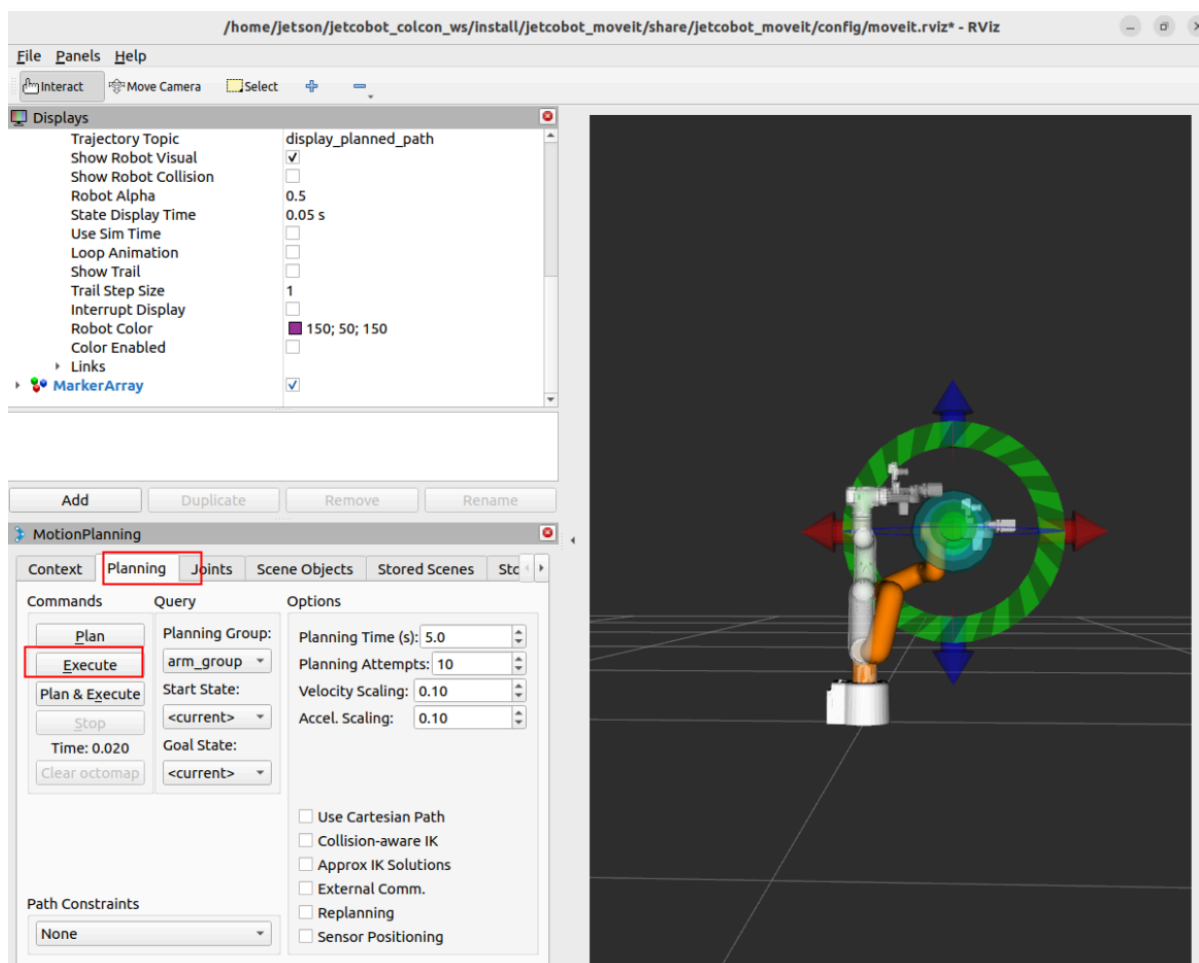 /home/jetson/jetcobot_colcon_ws/install/jetcobot_moveit/share/jetcobot_moveit/config/moveit.rviz* - RViz
File Panels Help
Interact Move Camera Select
Displays
Trajectory Topic display_planned_path
Show Robot Visual
Show Robot Collision
Robot Alpha 0.5
State Display Time 0.05 s
Use Sim Time
Loop Animation
Show Trail
Trail Step Size 1
Interrupt Display
Robot Color 150; 50; 150
Color Enabled
Links
MarkerArray
Add Duplicate Remove Rename
MotionPlanning
Context Planning Joints Scene Objects Stored Scenes Stc
Commands Query Options
Plan Planning Group: Planning Time (s): 5.0
Execute arm_group Planning Attempts: 10
Plan & Execute Start State: Velocity Scaling: 0.10
Stop <current> Accel. Scaling: 0.10
Time: 0.020 Goal State:
Clear octomap <current>
Use Cartesian Path
Collision-aware IK
Approx IK Solutions
External Comm.
Path Constraints Replanning
None Sensor Positioning